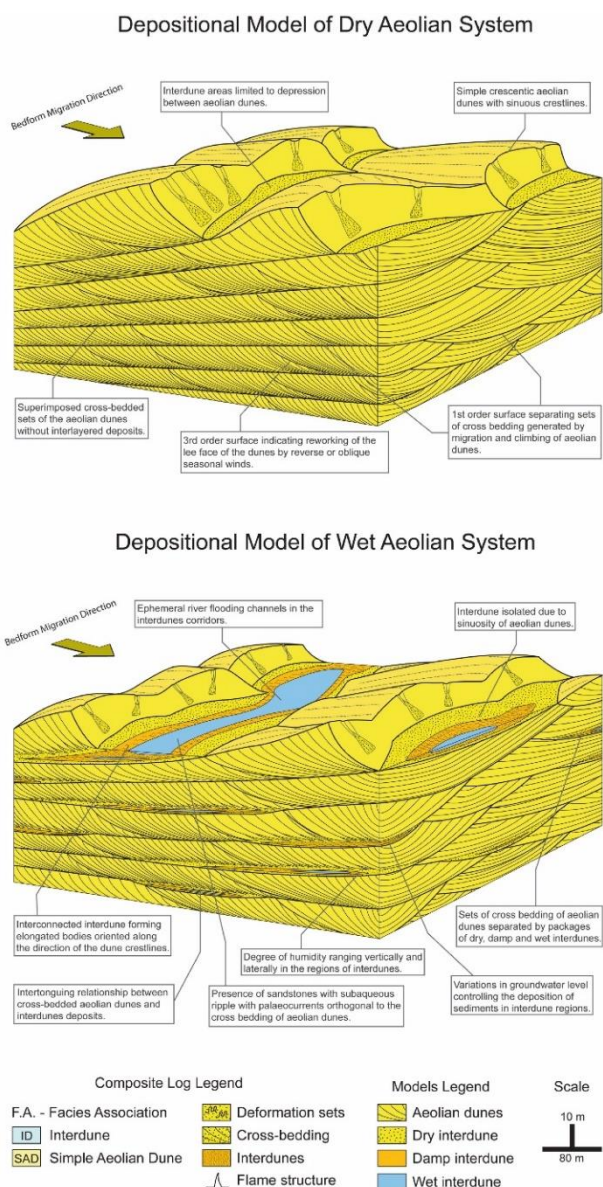 Depositional Model of Dry Aeolian System
Bedform Migration Direction
Interdune areas limited to depression
between aeolian dunes.
Simple crescentic aeolian
dunes with sinuous crestlines.
Superimposed cross-bedded
sets of the aeolian dunes
without interlayered deposits.
3rd order surface indicating reworking of the
lee face of the dunes by reverse or oblique
seasonal winds.
1st order surface separating sets
of cross bedding generated by
migration and climbing of aeolian
dunes.
Depositional Model of Wet Aeolian System
Bedform Migration Direction
Ephemeral river flooding channels in the
interdunes corridors.
Interdune isolated due to
sinuosity of aeolian dunes.
Interconnected interdune forming
elongated bodies oriented along
the direction of the dune crestlines.
Degree of humidity ranging vertically and
laterally in the regions of interdunes.
Sets of cross bedding of aeolian
dunes separated by packages
of dry, damp and wet interdunes.
Intertonguing relationship between
cross-bedded aeolian dunes and
interdunes deposits.
Presence of sandstones with subaqueous
ripple with palaeocurrents orthogonal to the
cross bedding of aeolian dunes.
Variations in groundwater level
controlling the deposition of
sediments in interdune regions.
Composite Log Legend
F.A. - Facies Association
ID Interdune
SAD Simple Aeolian Dune
Deformation sets
Cross-bedding
Interdunes
Flame structure
Models Legend
Aeolian dunes
Dry interdune
Damp interdune
Wet interdune
Scale
10 m
80 m